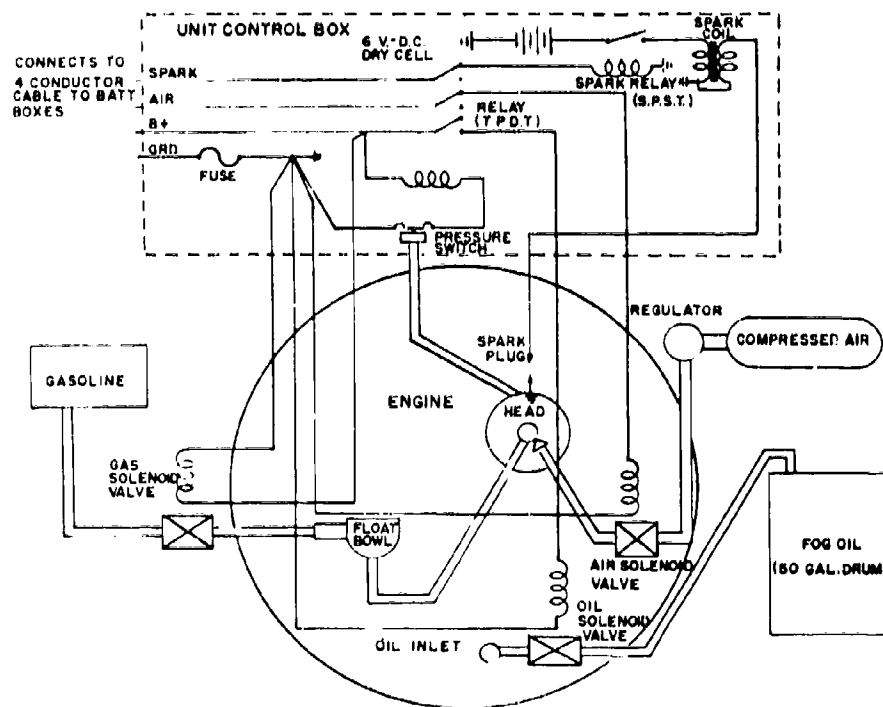 UNIT CONTROL BOX
6 V.-D.C.
DRY CELL
SPARK
COIL
CONNECTS TO
4 CONDUCTOR
CABLE TO BATT
BOXES
SPARK
AIR
B+
GRD
FUSE
SPARK RELAY
(S.P.S.T.)
RELAY
(T.P.D.T)
PRESSURE
SWITCH
REGULATOR
COMPRESSED AIR
SPARK
PLUG
GASOLINE
ENGINE
HEAD
GAS
SOLENOID
VALVE
FLOAT
BOWL
AIR SOLENOID
VALVE
FOG OIL
(50 GAL. DRUM
OIL
SOLENOID
VALVE
OIL INLET